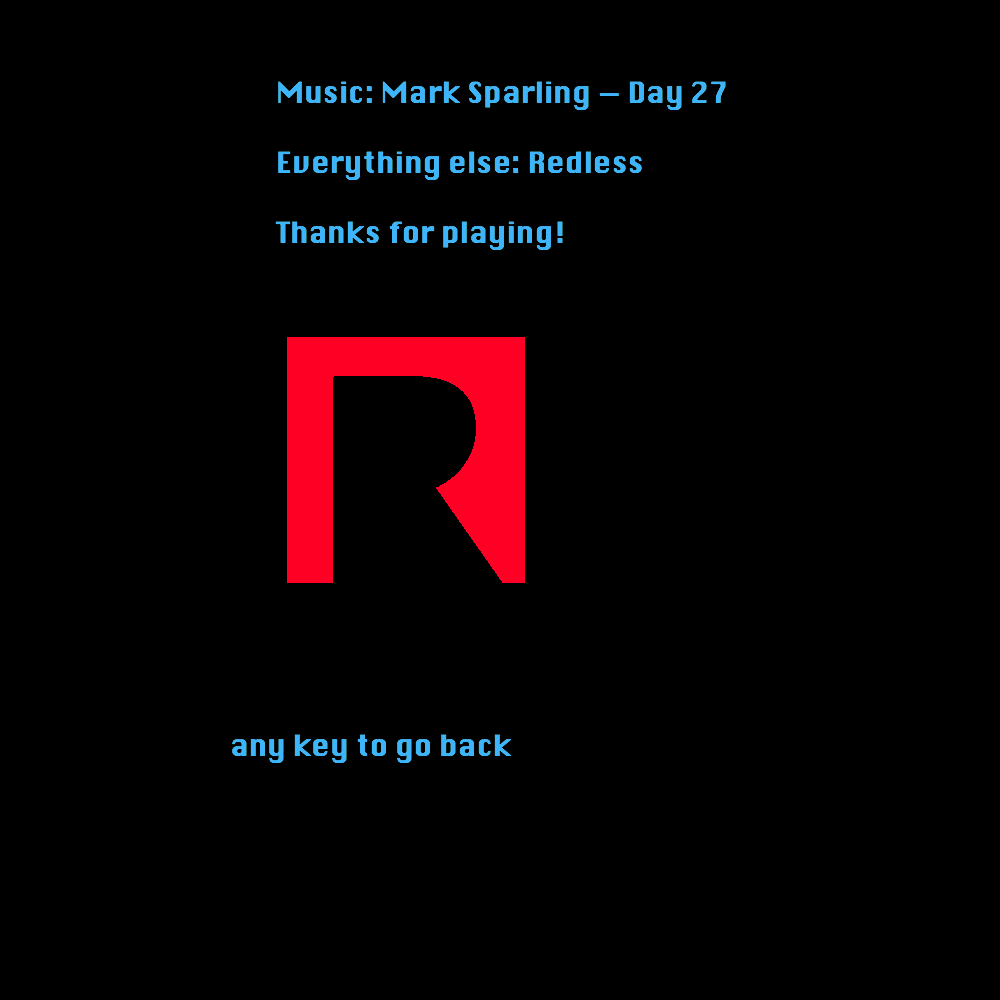 Music: Mark Sparling — Day 27
Everything else: Redless
Thanks for playing!
R
any key to go back